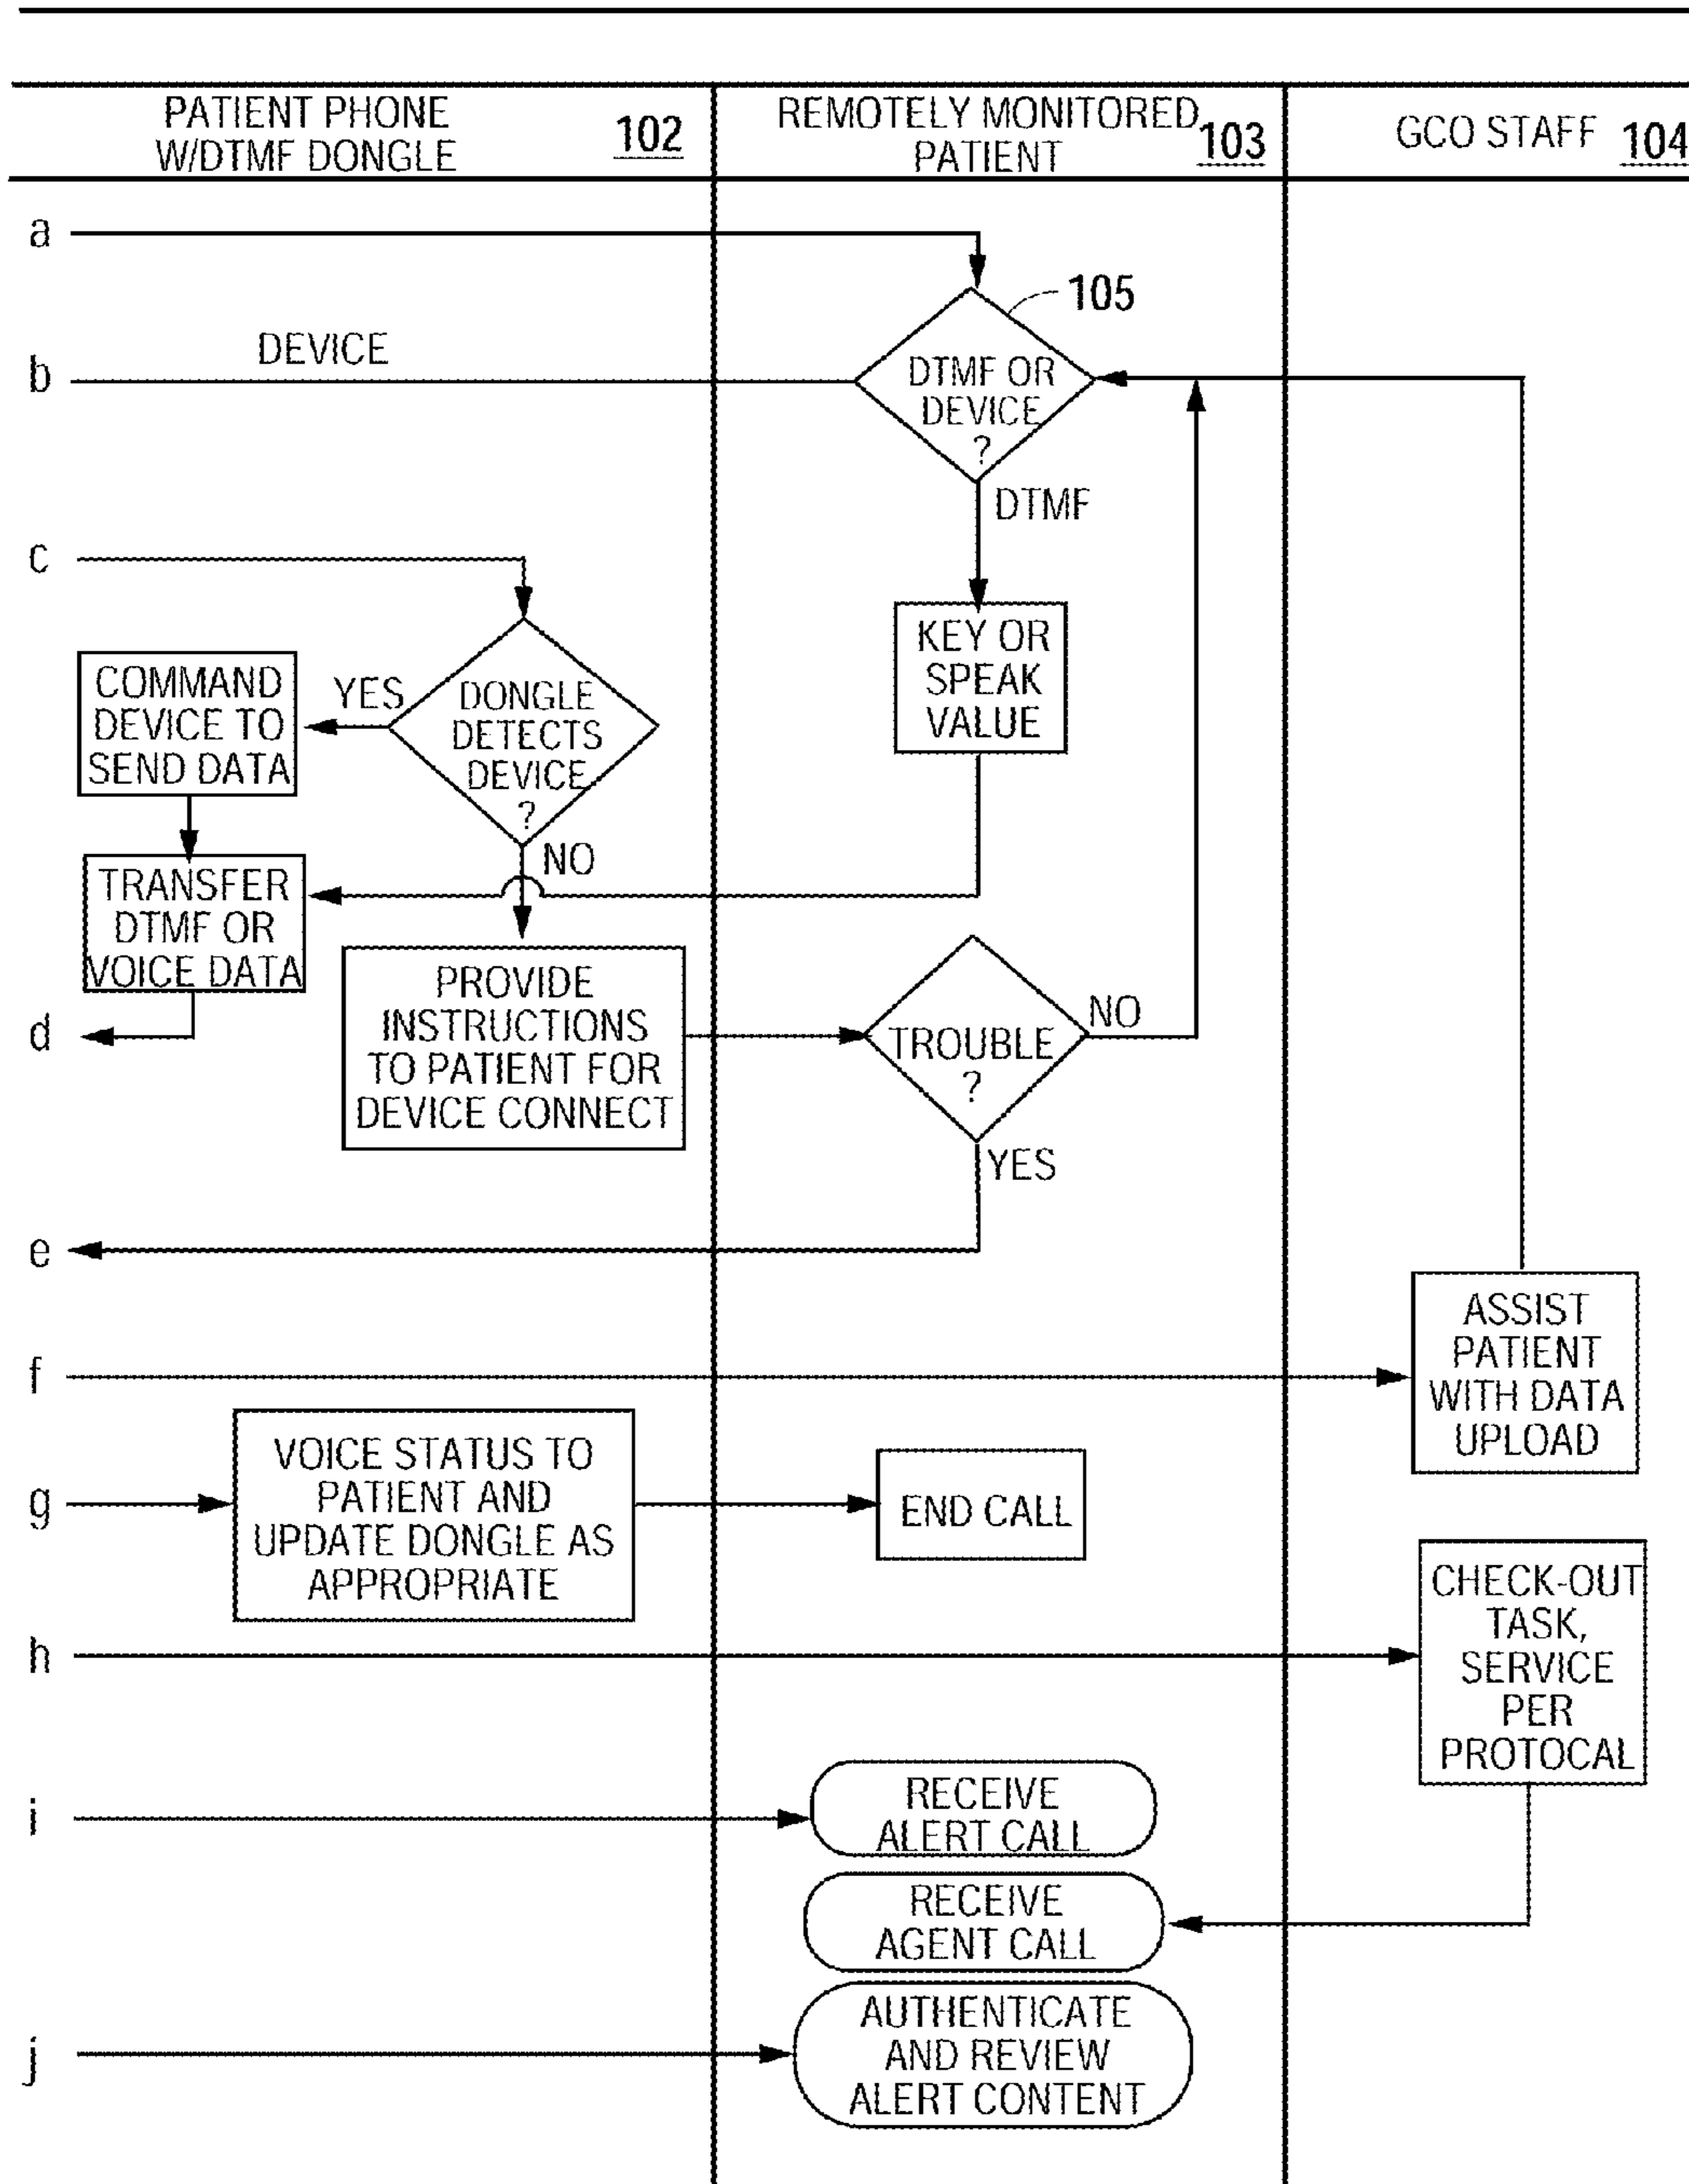 PATIENT PHONE
W/DTMF DONGLE
102
REMOTELY MONITORED
PATIENT
103
GCO STAFF
104
a
105
DEVICE
b
DTMF OR
DEVICE
?
DTMF
c
KEY OR
SPEAK
VALUE
COMMAND
DEVICE TO
SEND DATA
YES
DONGLE
DETECTS
DEVICE
?
NO
TRANSFER
DTMF OR
VOICE DATA
d
PROVIDE
INSTRUCTIONS
TO PATIENT FOR
DEVICE CONNECT
TROUBLE
?
NO
YES
e
ASSIST
PATIENT
WITH DATA
UPLOAD
f
g
VOICE STATUS TO
PATIENT AND
UPDATE DONGLE AS
APPROPRIATE
END CALL
h
CHECK-OUT
TASK,
SERVICE
PER
PROTOCAL
i
RECEIVE
ALERT CALL
RECEIVE
AGENT CALL
j
AUTHENTICATE
AND REVIEW
ALERT CONTENT